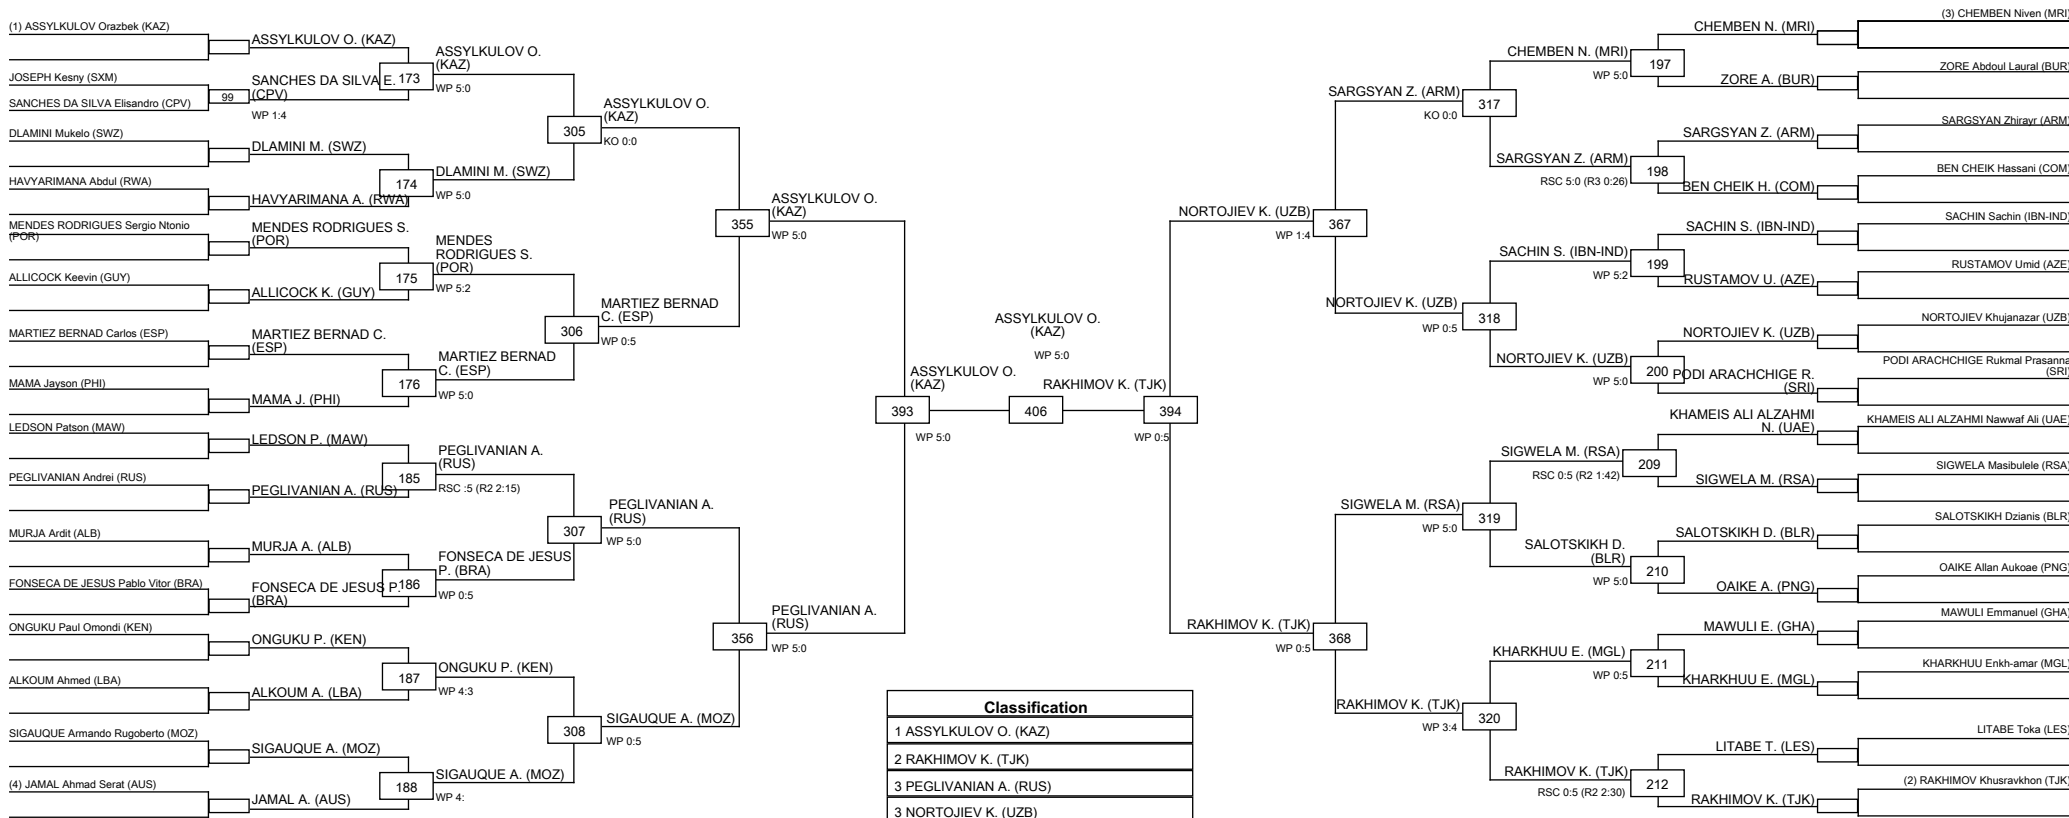 (1) ASSYLKULOV Orazbek (KAZ)
JOSEPH Kesny (SXM)
SANCHES DA SILVA Elisandro (CPV)
DLAMINI Mukelo (SWZ)
HAVYARIMANA Abdul (RWA)
MENDES RODRIGUES Sergio Ntonio
(POR)
ALLICOCK Keevin (GUY)
MARTIEZ BERNAD Carlos (ESP)
MAMA Jayson (PHI)
LEDSON Patson (MAW)
PEGLIVANIAN Andrei (RUS)
MURJA Ardit (ALB)
FONSECA DE JESUS Pablo Vitor (BRA)
ONGUKU Paul Omondi (KEN)
ALKOUM Ahmed (LBA)
SIGAUQUE Armando Rugoberto (MOZ)
(4) JAMAL Ahmad Serat (AUS)
99
ASSYLKULOV O. (KAZ)
SANCHES DA SILVA E.
(CPV)
WP 1:4
DLAMINI M. (SWZ)
HAVYARIMANA A. (RWA)
MENDES RODRIGUES S.
(POR)
ALLICOCK K. (GUY)
MARTIEZ BERNAD C.
(ESP)
MAMA J. (PHI)
LEDSON P. (MAW)
PEGLIVANIAN A. (RUS)
MURJA A. (ALB)
FONSECA DE JESUS P.
(BRA)
ONGUKU P. (KEN)
ALKOUM A. (LBA)
SIGAUQUE A. (MOZ)
JAMAL A. (AUS)
173
174
175
176
185
186
187
188
ASSYLKULOV O.
(KAZ)
WP 5:0
DLAMINI M. (SWZ)
WP 5:0
MENDES
RODRIGUES S.
(POR)
WP 5:2
MARTIEZ BERNAD
C. (ESP)
WP 5:0
PEGLIVANIAN A.
(RUS)
RSC :5 (R2 2:15)
FONSECA DE JESUS
P. (BRA)
WP 0:5
ONGUKU P. (KEN)
WP 4:3
SIGAUQUE A. (MOZ)
WP 4:
305
306
307
308
ASSYLKULOV O.
(KAZ)
KO 0:0
MARTIEZ BERNAD
C. (ESP)
WP 0:5
PEGLIVANIAN A.
(RUS)
WP 5:0
SIGAUQUE A. (MOZ)
WP 0:5
355
356
ASSYLKULOV O.
(KAZ)
WP 5:0
PEGLIVANIAN A.
(RUS)
WP 5:0
393
ASSYLKULOV O.
(KAZ)
WP 5:0
ASSYLKULOV O.
(KAZ)
WP 5:0
406
RAKHIMOV K. (TJK)
WP 0:5
394
NORTOJIEV K. (UZB)
WP 1:4
RAKHIMOV K. (TJK)
WP 0:5
367
368
SARGSYAN Z. (ARM)
KO 0:0
NORTOJIEV K. (UZB)
WP 0:5
SIGWELA M. (RSA)
WP 5:0
RAKHIMOV K. (TJK)
WP 3:4
317
318
319
320
CHEMBEN N. (MRI)
WP 5:0
SARGSYAN Z. (ARM)
RSC 5:0 (R3 0:26)
SACHIN S. (IBN-IND)
WP 5:2
NORTOJIEV K. (UZB)
WP 5:0
SIGWELA M. (RSA)
RSC 0:5 (R2 1:42)
SALOTSKIKH D.
(BLR)
WP 5:0
KHARKHUU E. (MGL)
WP 0:5
RAKHIMOV K. (TJK)
RSC 0:5 (R2 2:30)
197
198
199
200
209
210
211
212
CHEMBEN N. (MRI)
ZORE A. (BUR)
SARGSYAN Z. (ARM)
BEN CHEIK H. (COM)
SACHIN S. (IBN-IND)
RUSTAMOV U. (AZE)
NORTOJIEV K. (UZB)
PODI ARACHCHIGE R.
(SRI)
KHAMEIS ALI ALZAHMI
N. (UAE)
SIGWELA M. (RSA)
SALOTSKIKH D. (BLR)
OAIKE A. (PNG)
MAWULI E. (GHA)
KHARKHUU E. (MGL)
LITABE T. (LES)
RAKHIMOV K. (TJK)
(3) CHEMBEN Niven (MRI)
ZORE Abdoul Laural (BUR)
SARGSYAN Zhirayr (ARM)
BEN CHEIK Hassani (COM)
SACHIN Sachin (IBN-IND)
RUSTAMOV Umid (AZE)
NORTOJIEV Khujanazar (UZB)
PODI ARACHCHIGE Rukmal Prasanna
(SRI)
KHAMEIS ALI ALZAHMI Nawwaf Ali (UAE)
SIGWELA Masibulele (RSA)
SALOTSKIKH Dzianis (BLR)
OAIKE Allan Aukoae (PNG)
MAWULI Emmanuel (GHA)
KHARKHUU Enkh-amar (MGL)
LITABE Toka (LES)
(2) RAKHIMOV Khusravkhon (TJK)
Classification
1 ASSYLKULOV O. (KAZ)
2 RAKHIMOV K. (TJK)
3 PEGLIVANIAN A. (RUS)
3 NORTOJIEV K. (UZB)